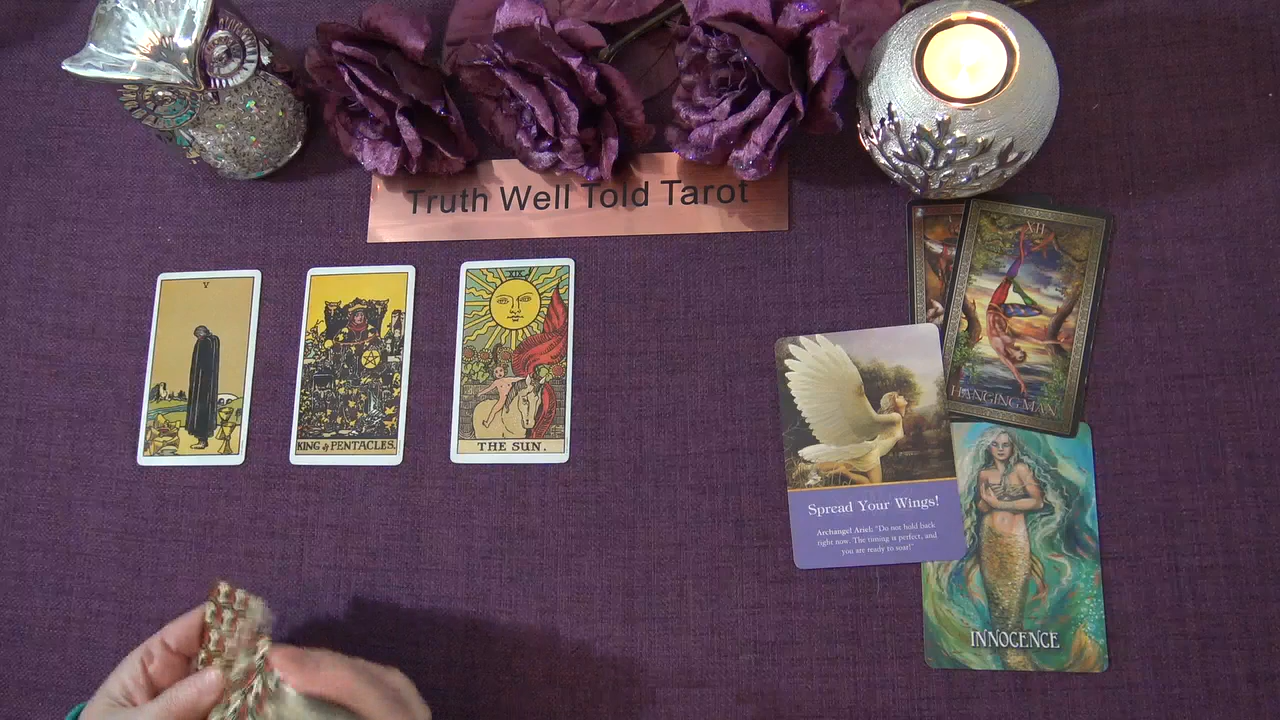 Truth Well Told Tarot
V
KING of PENTACLES.
XIX
THE SUN.
XII
HANGING MAN
Spread Your Wings!
Archangel Ariel: "Do not hold back
right now. The timing is perfect, and
you are ready to soar!"
INNOCENCE